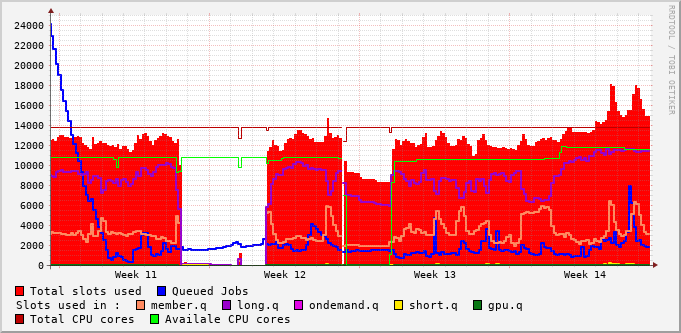 24000
22000
20000
18000
16000
14000
12000
10000
8000
6000
4000
2000
0
Week 11 Week 12 Week 13 Week 14
RRDTOOL / TOBI OETIKER
Total slots used Queued Jobs
Slots used in : member.q long.q ondemand.q short.q gpu.q
Total CPU cores Availale CPU cores